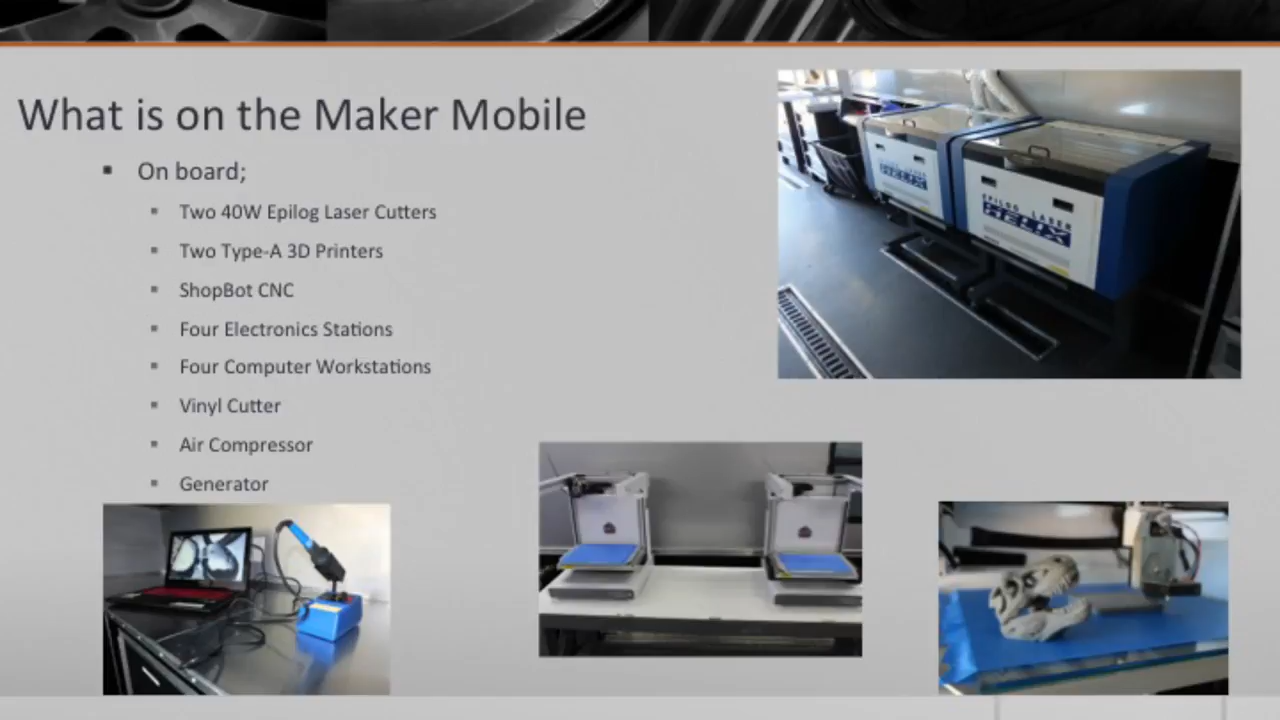 What is on the Maker Mobile
On board;
Two 40W Epilog Laser Cutters
Two Type-A 3D Printers
ShopBot CNC
Four Electronics Stations
Four Computer Workstations
Vinyl Cutter
Air Compressor
Generator
HELIX
EPILOG LASER
HELIX